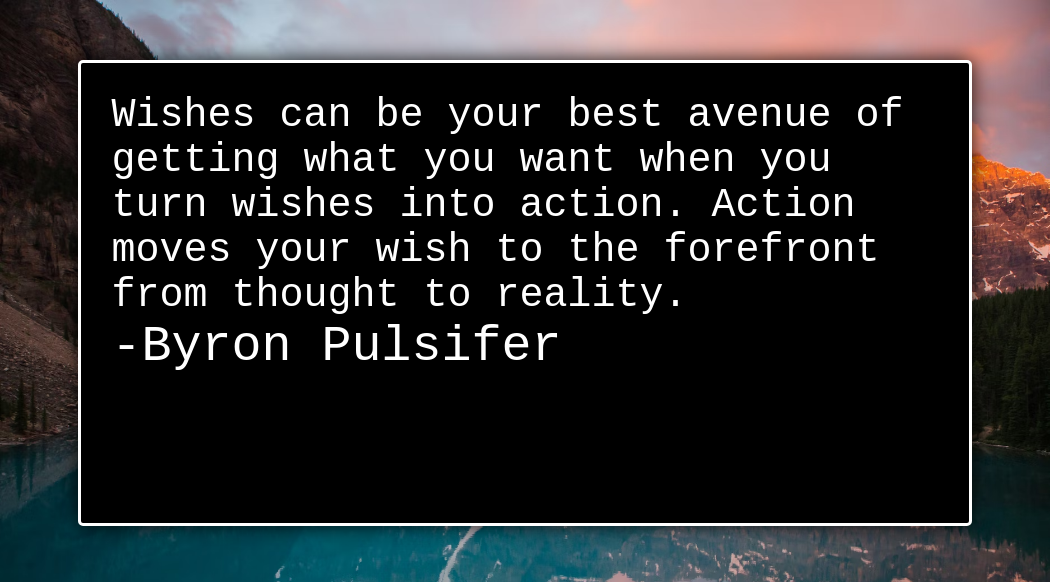 Wishes can be your best avenue of
getting what you want when you
turn wishes into action. Action
moves your wish to the forefront
from thought to reality.
-Byron Pulsifer